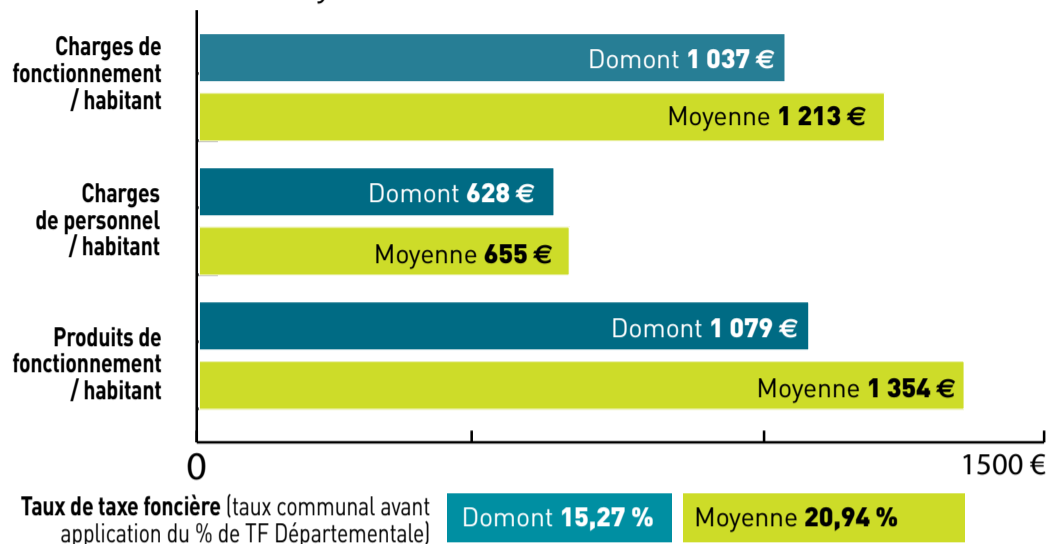 Charges de
fonctionnement
/ habitant
Domont 1 037 €
Moyenne 1 213 €
Charges
de personnel
/ habitant
Domont 628 €
Moyenne 655 €
Produits de
fonctionnement
/ habitant
Domont 1 079 €
Moyenne 1 354 €
0
1500 €
Taux de taxe foncière (taux communal avant
application du % de TF Départementale)
Domont 15,27 %
Moyenne 20,94 %